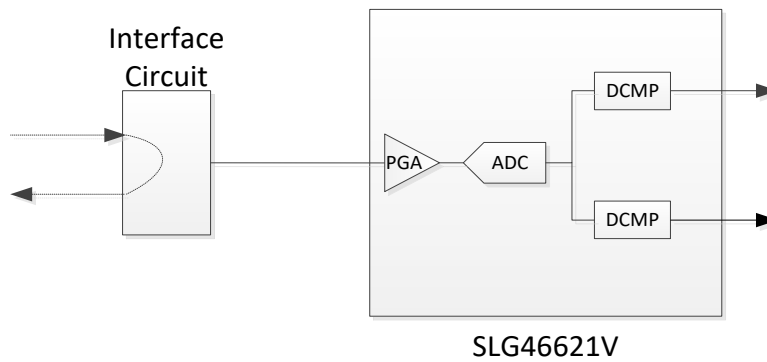 Interface
Circuit
PGA
ADC
DCMP
DCMP
SLG46621V